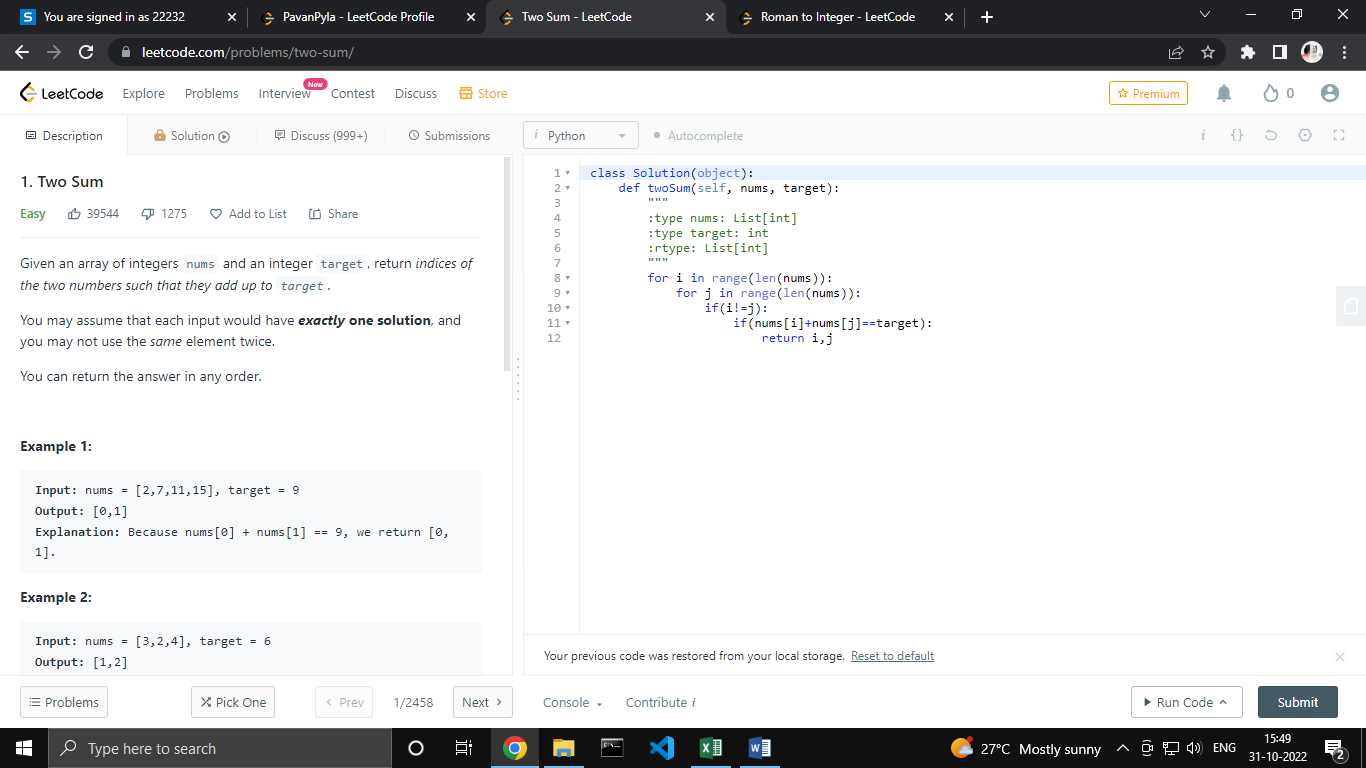 You are signed in as 22232
PavanPyla - LeetCode Profile
Two Sum - LeetCode
Roman to Integer - LeetCode
leetcode.com/problems/two-sum/
LeetCode Explore Problems Interview New Contest Discuss Store
Premium 0
Description Solution Discuss (999+) Submissions
i Python Autocomplete i {}
1. Two Sum
Easy 39544 1275 Add to List Share
Given an array of integers nums and an integer target, return indices of
the two numbers such that they add up to target.
You may assume that each input would have exactly one solution, and
you may not use the same element twice.
You can return the answer in any order.
Example 1:
Input: nums = [2,7,11,15], target = 9
Output: [0,1]
Explanation: Because nums[0] + nums[1] == 9, we return [0,
1].
Example 2:
Input: nums = [3,2,4], target = 6
Output: [1,2]
1 class Solution(object):
2 def twoSum(self, nums, target):
3 """
4 :type nums: List[int]
5 :type target: int
6 :rtype: List[int]
7 """
8 for i in range(len(nums)):
9 for j in range(len(nums)):
10 if(i!=j):
11 if(nums[i]+nums[j]==target):
12 return i,j
Your previous code was restored from your local storage. Reset to default
Problems Pick One Prev 1/2458 Next Console Contribute i Run Code Submit
Type here to search
27°C Mostly sunny ENG
15:49
31-10-2022
2